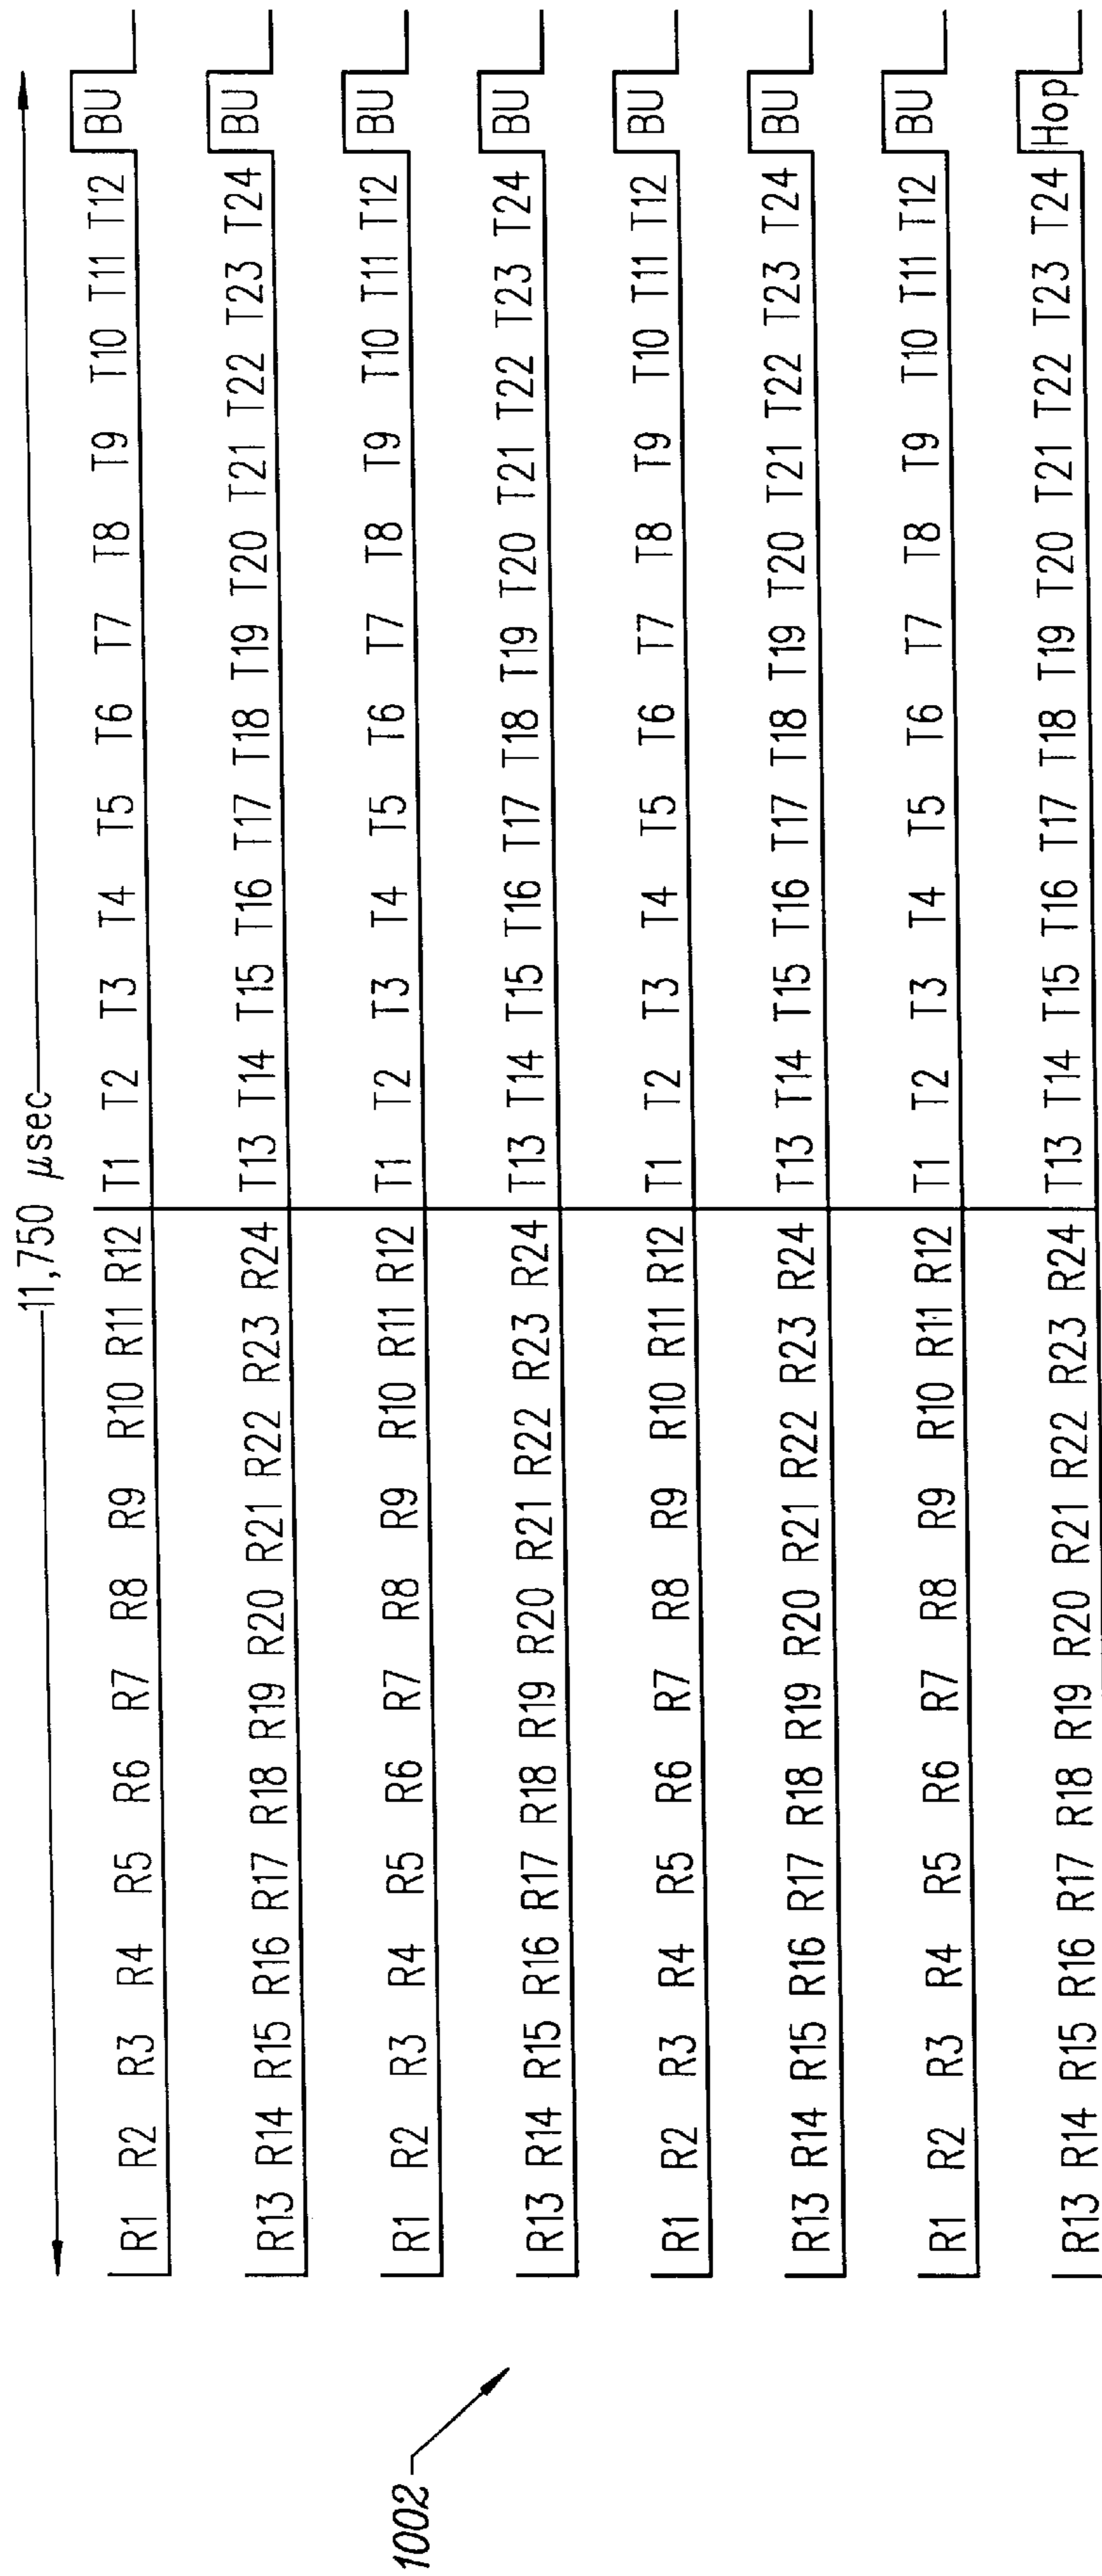 11,750 μsec
R1 R2 R3 R4 R5 R6 R7 R8 R9 R10 R11 R12 T1 T2 T3 T4 T5 T6 T7 T8 T9 T10 T11 T12 BU
R13 R14 R15 R16 R17 R18 R19 R20 R21 R22 R23 R24 T13 T14 T15 T16 T17 T18 T19 T20 T21 T22 T23 T24 BU
R1 R2 R3 R4 R5 R6 R7 R8 R9 R10 R11 R12 T1 T2 T3 T4 T5 T6 T7 T8 T9 T10 T11 T12 BU
R13 R14 R15 R16 R17 R18 R19 R20 R21 R22 R23 R24 T13 T14 T15 T16 T17 T18 T19 T20 T21 T22 T23 T24 BU
R1 R2 R3 R4 R5 R6 R7 R8 R9 R10 R11 R12 T1 T2 T3 T4 T5 T6 T7 T8 T9 T10 T11 T12 BU
R13 R14 R15 R16 R17 R18 R19 R20 R21 R22 R23 R24 T13 T14 T15 T16 T17 T18 T19 T20 T21 T22 T23 T24 BU
R1 R2 R3 R4 R5 R6 R7 R8 R9 R10 R11 R12 T1 T2 T3 T4 T5 T6 T7 T8 T9 T10 T11 T12 BU
R13 R14 R15 R16 R17 R18 R19 R20 R21 R22 R23 R24 T13 T14 T15 T16 T17 T18 T19 T20 T21 T22 T23 T24 Hop
1002